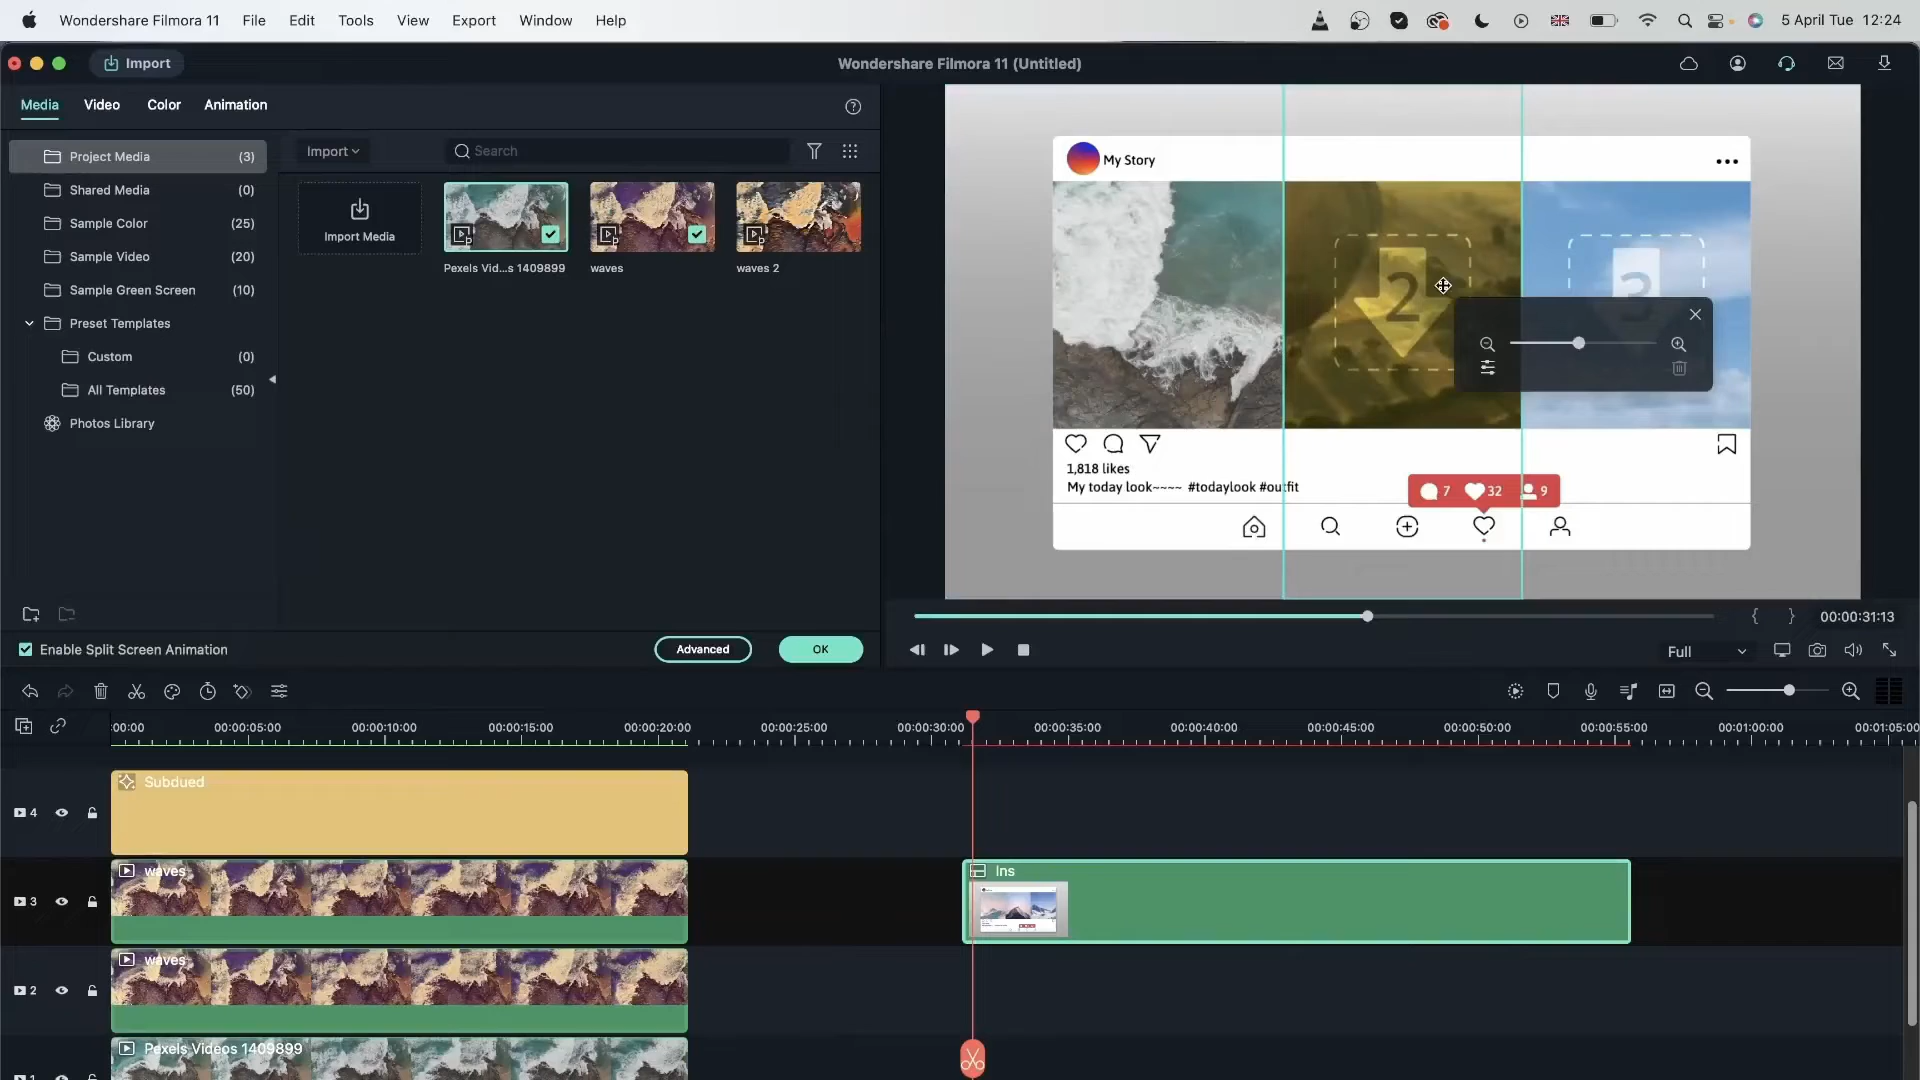 Wondershare Filmora 11 File Edit Tools View Export Window Help 5 April Tue 12:24
Import Wondershare Filmora 11 (Untitled)
Media Video Color Animation
Project Media (3)
Shared Media (0)
Sample Color (25)
Sample Video (20)
Sample Green Screen (10)
Preset Templates
Custom (0)
All Templates (50)
Photos Library
Import Search
Import Media
Pexels Vid...s 1409899 waves waves 2
My Story
2 3
1,818 likes
My today look~~~~ #todaylook #outfit
7 32 9
00:00:31:13
Enable Split Screen Animation Advanced OK
Full
:00:00 00:00:05:00 00:00:10:00 00:00:15:00 00:00:20:00 00:00:25:00 00:00:30:00 00:00:35:00 00:00:40:00 00:00:45:00 00:00:50:00 00:00:55:00 00:01:00:00 00:01:05:00
4 Subdued
3 waves Ins
2 waves
1 Pexels Videos 1409899